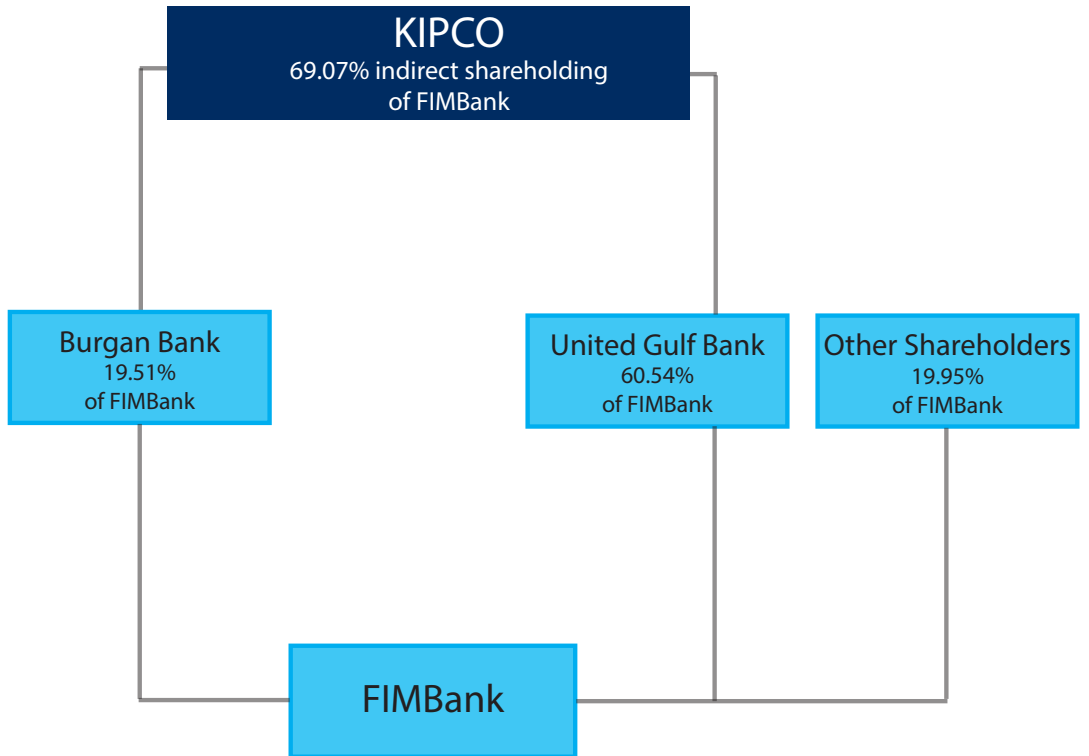 KIPCO
69.07% indirect shareholding
of FIMBank
Burgan Bank
19.51%
of FIMBank
United Gulf Bank
60.54%
of FIMBank
Other Shareholders
19.95%
of FIMBank
FIMBank